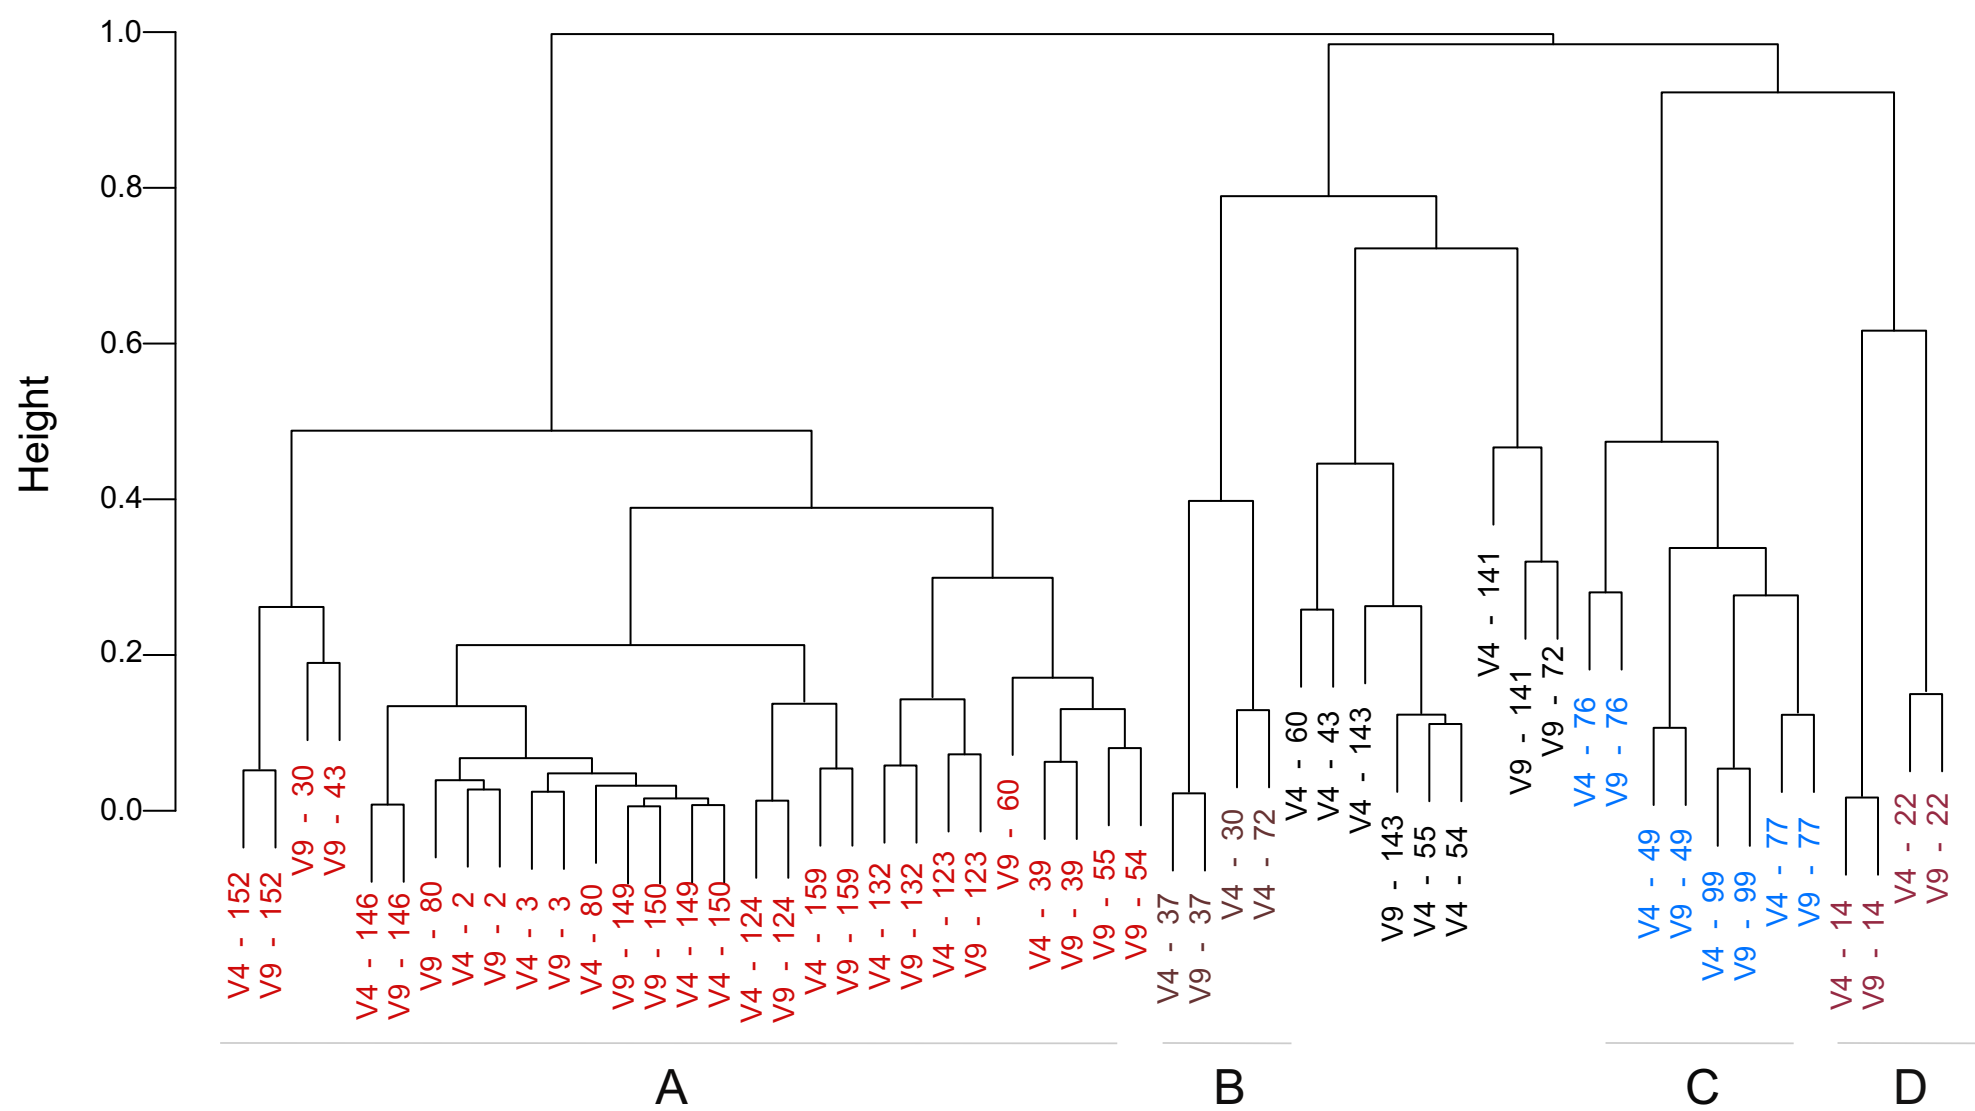 1.0
0.8
0.6
0.4
0.2
0.0
Height
V4 - 152
V9 - 152
V9 - 30
V9 - 43
V4 - 146
V9 - 146
V9 - 80
V4 - 2
V9 - 2
V4 - 3
V9 - 3
V4 - 80
V9 - 149
V9 - 150
V4 - 149
V4 - 150
V4 - 124
V9 - 124
V4 - 159
V9 - 159
V4 - 132
V9 - 132
V4 - 123
V9 - 123
V9 - 60
V4 - 39
V9 - 39
V9 - 55
V9 - 54
V4 - 37
V9 - 37
V4 - 30
V4 - 72
V4 - 60
V4 - 43
V4 - 143
V9 - 143
V4 - 55
V4 - 54
V4 - 141
V9 - 141
V9 - 72
V4 - 76
V9 - 76
V4 - 49
V9 - 49
V4 - 99
V9 - 99
V4 - 77
V9 - 77
V4 - 14
V9 - 14
V4 - 22
V9 - 22
A
B
C
D